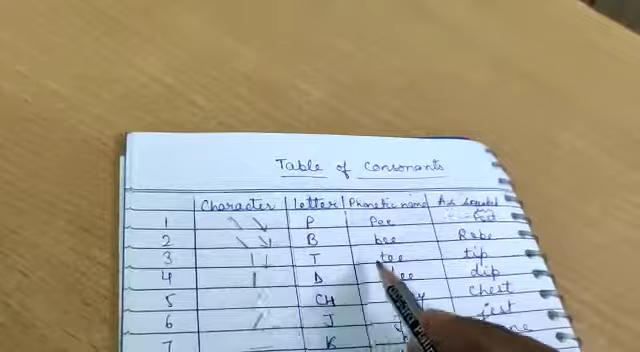 Table of Consonants
Character letter Phonetic name As sounded in
1 P Pee
2 B bee Robe
3 T tee tip
4 D dip
5 CH chest
6 J jest
7 K